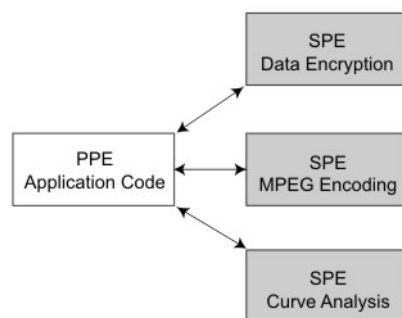 SPE
Data Encryption
PPE
Application Code
SPE
MPEG Encoding
SPE
Curve Analysis